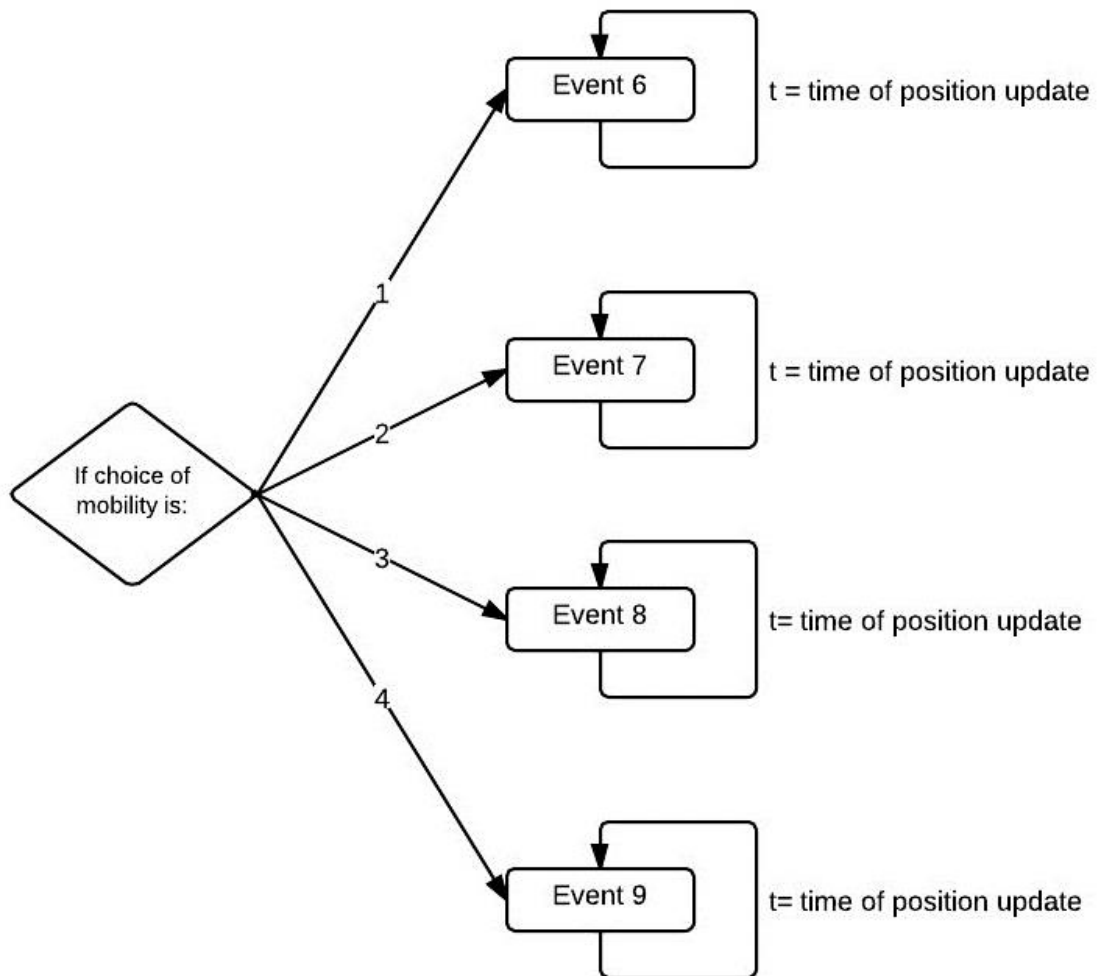 Event 6
t = time of position update
1
Event 7
t = time of position update
2
If choice of
mobility is:
3
Event 8
t= time of position update
4
Event 9
t= time of position update